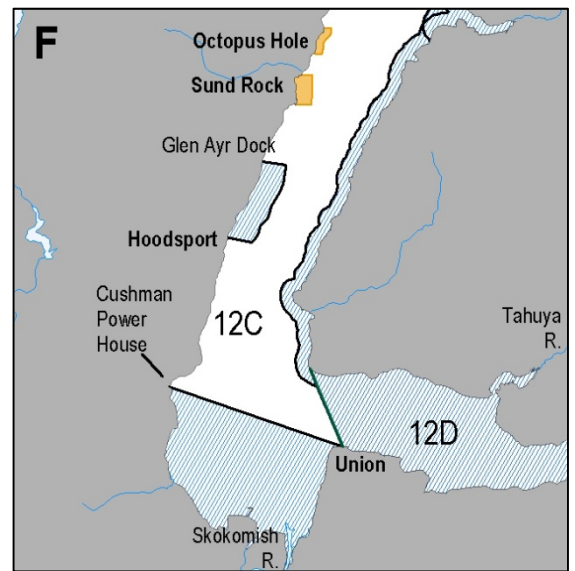 F
Octopus Hole
Sund Rock
Glen Ayr Dock
Hoodsport
Cushman
Power
House
12C
Tahuya
R.
12D
Union
Skokomish
R.